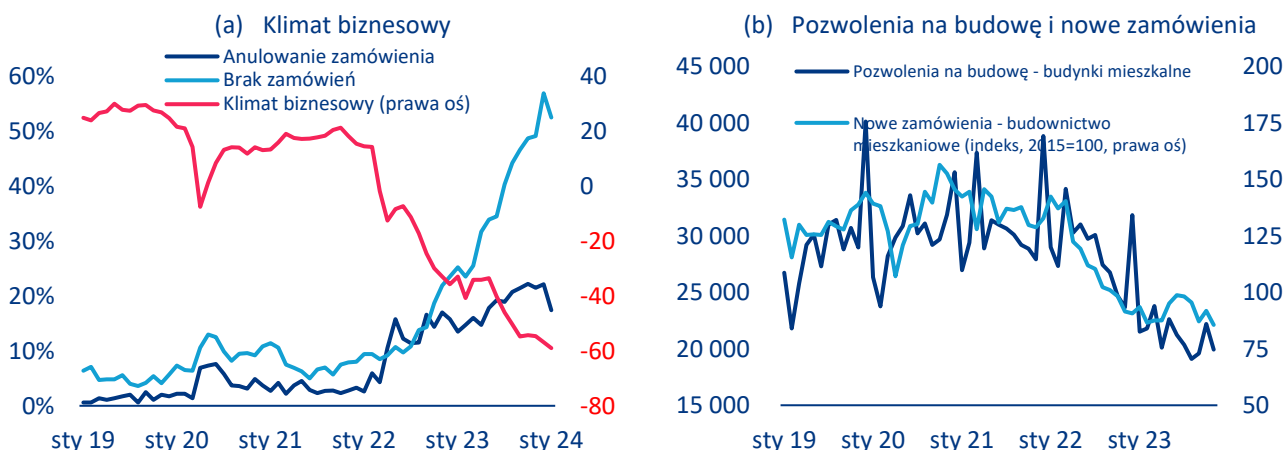 (a) Klimat biznesowy
Anulowanie zamówienia
Brak zamówień
Klimat biznesowy (prawa oś)
60%
50%
40%
30%
20%
10%
0%
40
20
0
-20
-40
-60
-80
sty 19
sty 20
sty 21
sty 22
sty 23
sty 24
(b) Pozwolenia na budowę i nowe zamówienia
Pozwolenia na budowę - budynki mieszkalne
Nowe zamówienia - budownictwo
mieszkaniowe (indeks, 2015=100, prawa oś)
45 000
40 000
35 000
30 000
25 000
20 000
15 000
200
175
150
125
100
75
50
sty 19
sty 20
sty 21
sty 22
sty 23